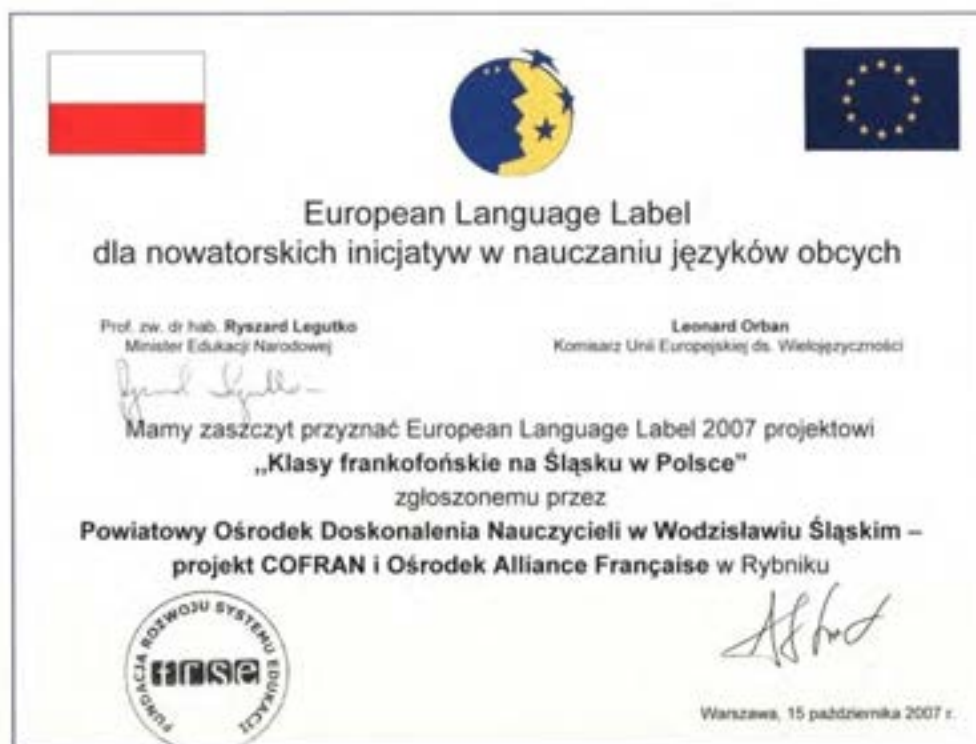 European Language Label
dla nowatorskich inicjatyw w nauczaniu języków obcych
Prof. zw. dr hab. Ryszard Legutko
Minister Edukacji Narodowej
Leonard Orban
Komisarz Unii Europejskiej ds. Wielojęzyczności
Mamy zaszczyt przyznać European Language Label 2007 projektowi
„Klasy frankofońskie na Śląsku w Polsce”
zgłoszonemu przez
Powiatowy Ośrodek Doskonalenia Nauczycieli w Wodzisławiu Śląskim –
projekt COFRAN i Ośrodek Alliance Française w Rybniku
FUNDACJA ROZWOJU SYSTEMU EDUKACJI
frse
Warszawa, 15 października 2007 r.